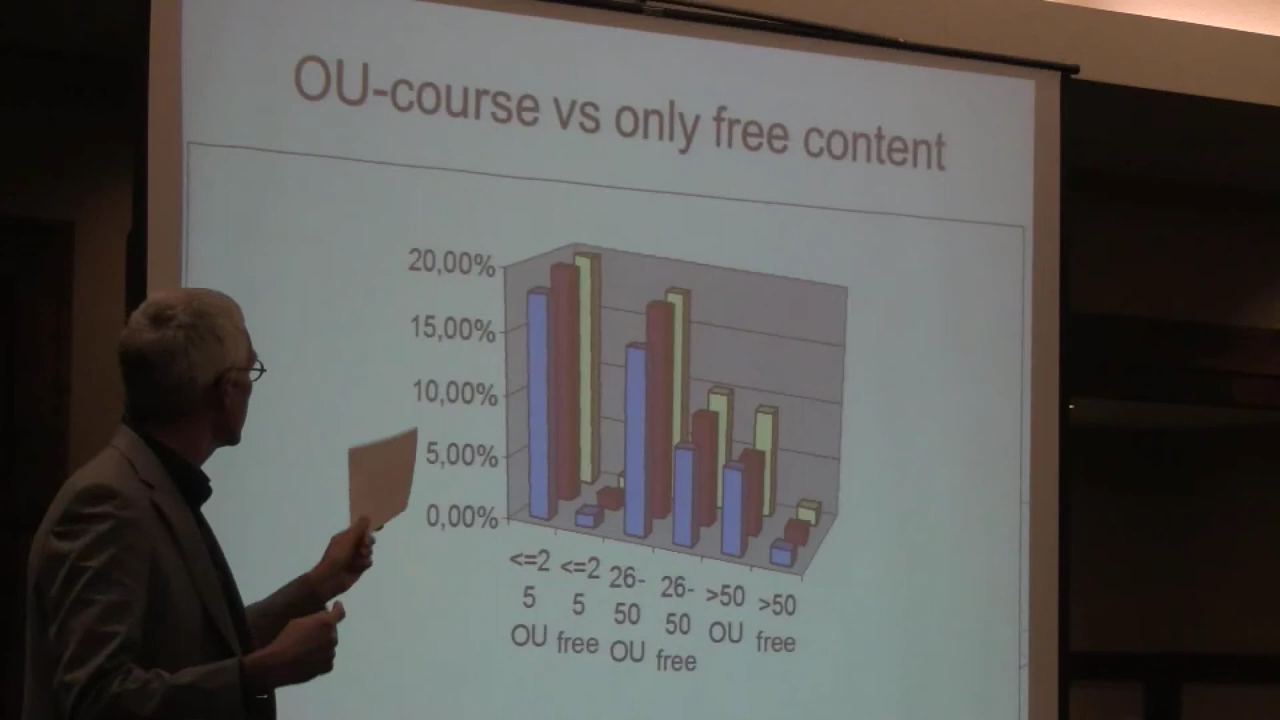 OU-course vs only free content
20,00%
15,00%
10,00%
5,00%
0,00%
<=2 <=2 26- 26- >50 >50
5 5 50 50 OU free
OU free OU free